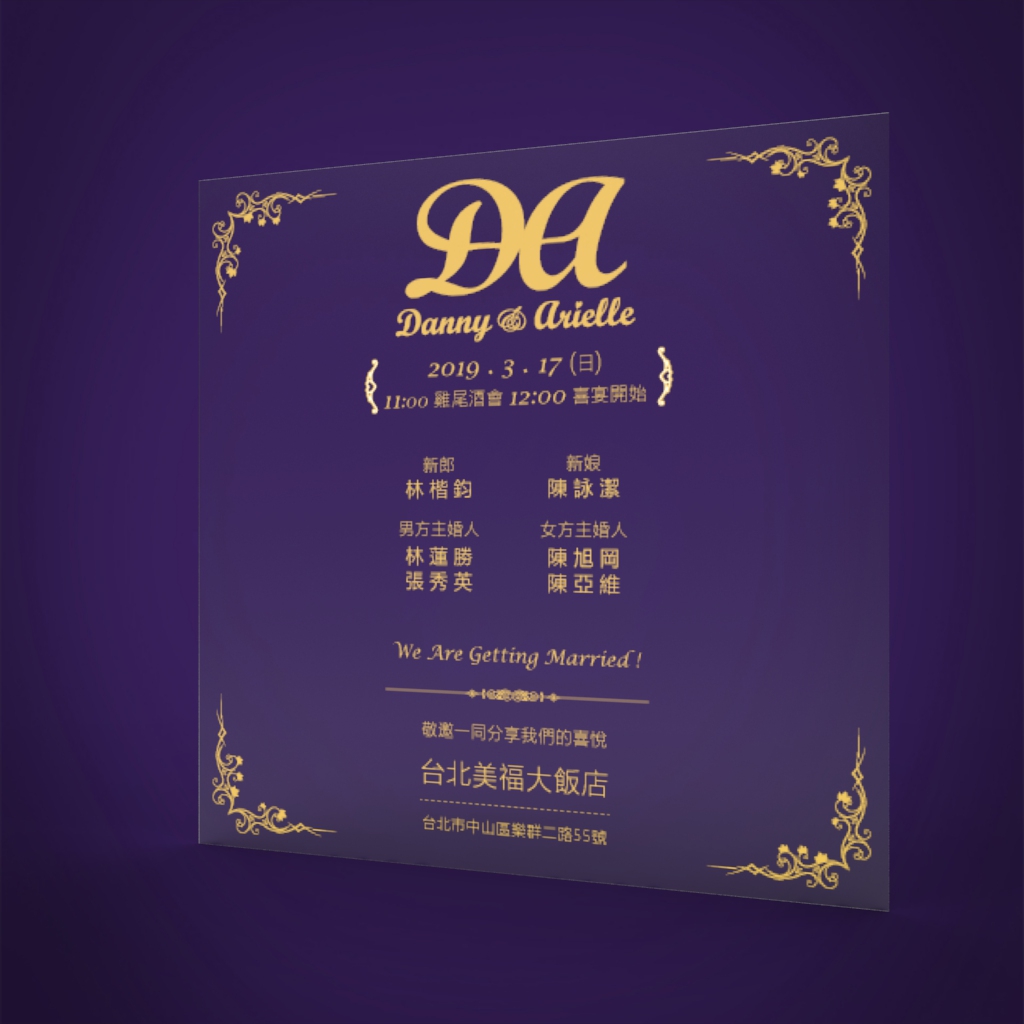 DA
Danny & Arielle
2019 . 3 . 17 (日)
11:00 雞尾酒會 12:00 喜宴開始
新郎 新娘
林楷鈞 陳詠潔
男方主婚人 女方主婚人
林蓮勝 陳旭岡
張秀英 陳亞維
We Are Getting Married !
敬邀一同分享我們的喜悅
台北美福大飯店
台北市中山區樂群二路55號